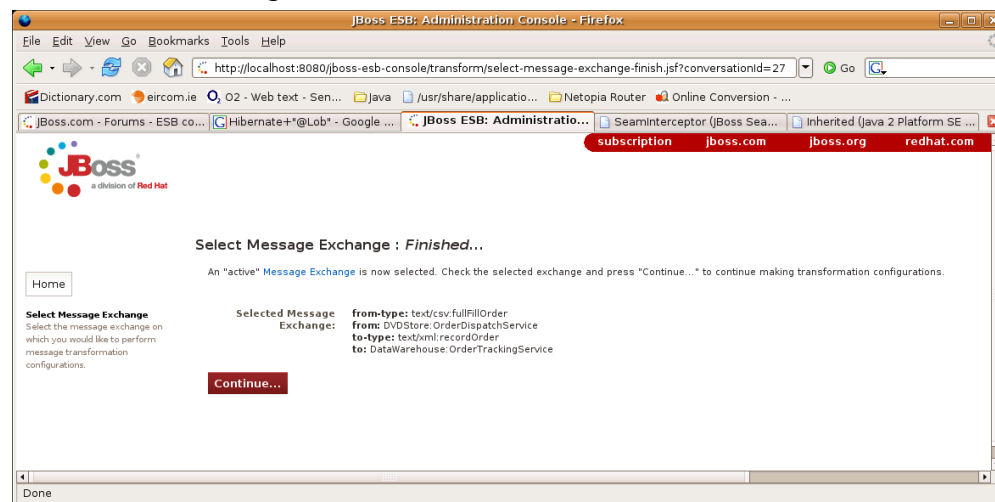 JBoss ESB: Administration Console - Firefox
File Edit View Go Bookmarks Tools Help
http://localhost:8080/jboss-esb-console/transform/select-message-exchange-finish.jsf?conversationId=27 Go
Dictionary.com eircom.ie O2 - Web text - Sen... Java /usr/share/applicatio... Netopia Router Online Conversion - ...
JBoss.com - Forums - ESB co... Hibernate+"@Lob" - Google ... JBoss ESB: Administratio... SeamInterceptor (JBoss Sea... Inherited (Java 2 Platform SE ...
subscription jboss.com jboss.org redhat.com
JBoss
a division of Red Hat
Select Message Exchange : Finished...
An "active" Message Exchange is now selected. Check the selected exchange and press "Continue..." to continue making transformation configurations.
Home
Select Message Exchange
Select the message exchange on
which you would like to perform
message transformation
configurations.
Selected Message
Exchange:
from-type: text/csv:fullFillOrder
from: DVDStore:OrderDispatchService
to-type: text/xml:recordOrder
to: DataWarehouse:OrderTrackingService
Continue...
Done